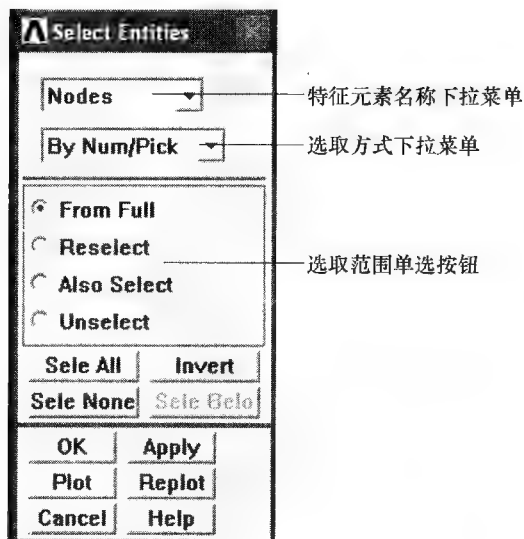 Select Entities
Nodes
特征元素名称下拉菜单
By Num/Pick
选取方式下拉菜单
From Full
Reselect
选取范围单选按钮
Also Select
Unselect
Sele All Invert
Sele None Sele Belo
OK Apply
Plot Replot
Cancel Help